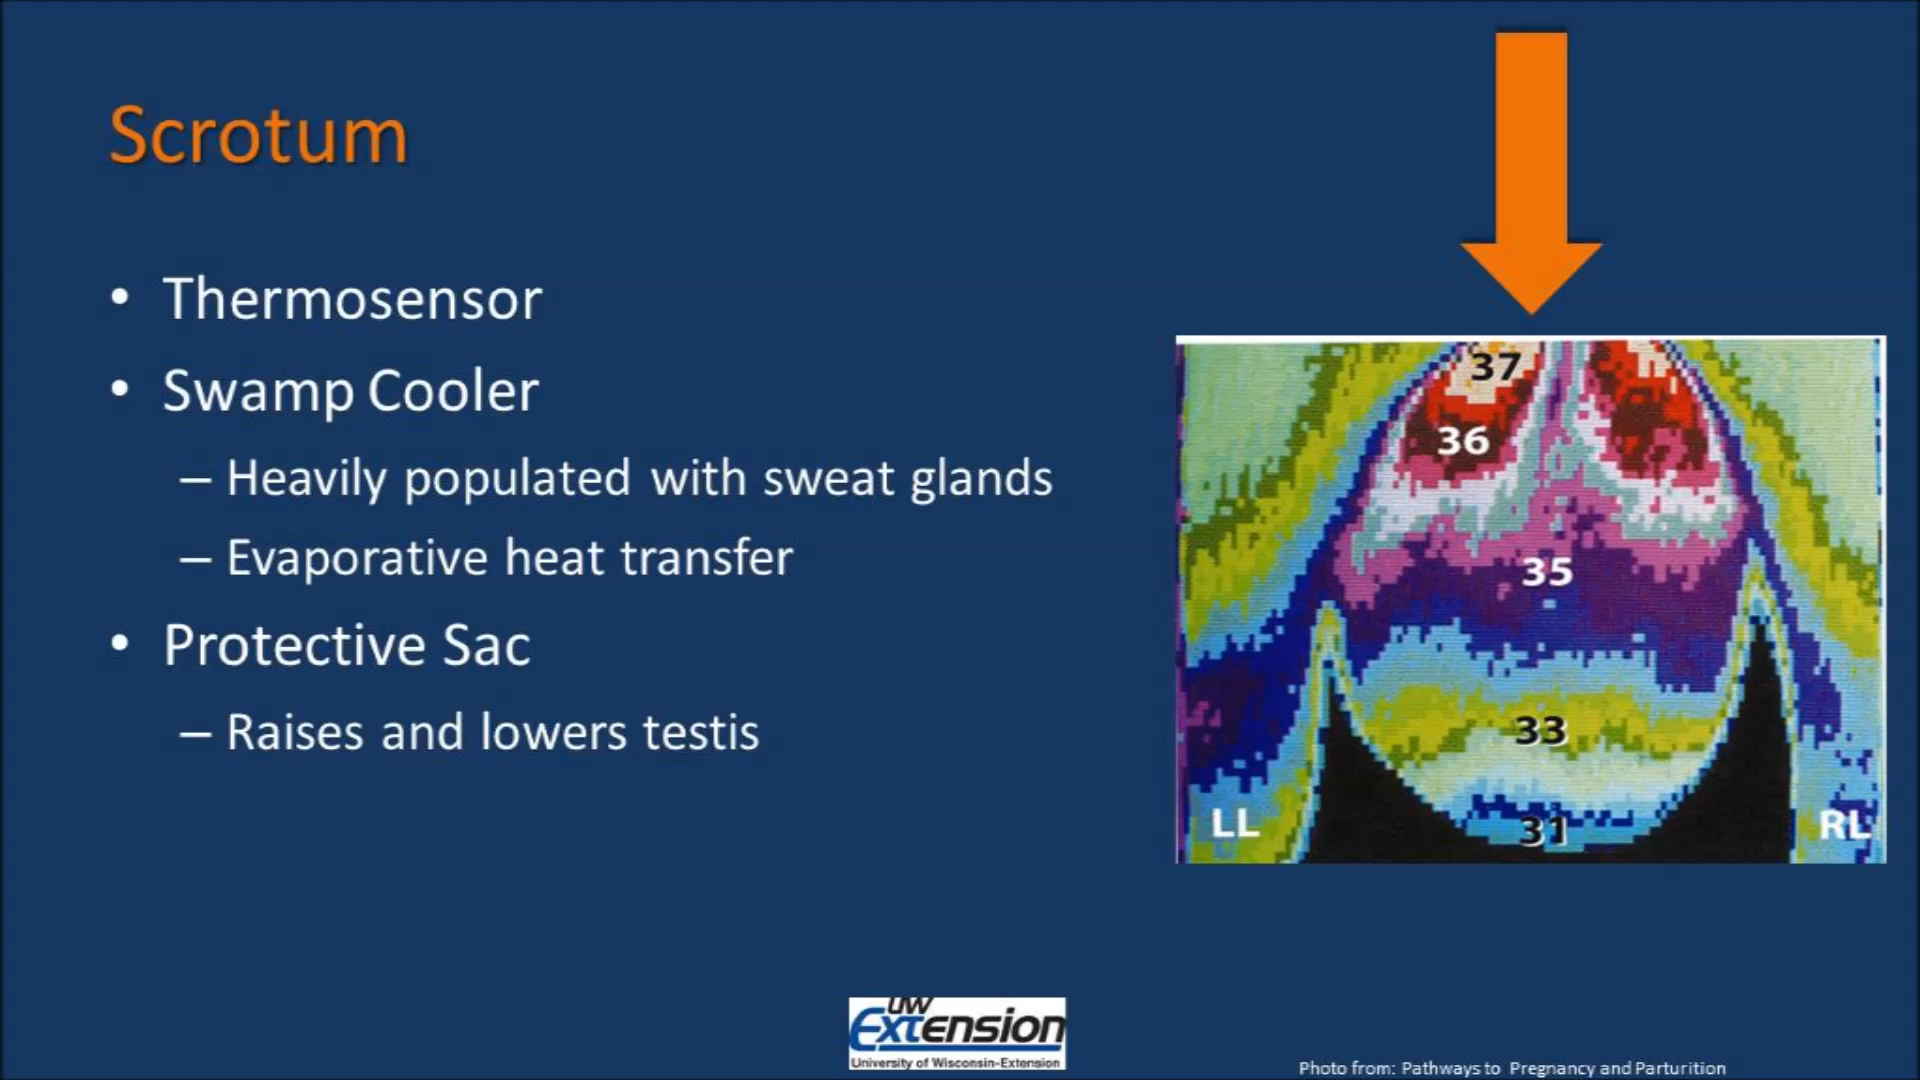 Scrotum
• Thermosensor
• Swamp Cooler
– Heavily populated with sweat glands
– Evaporative heat transfer
• Protective Sac
– Raises and lowers testis
37
36
35
33
31
LL
RL
UW
Extension
University of Wisconsin-Extension
Photo from: Pathways to Pregnancy and Parturition